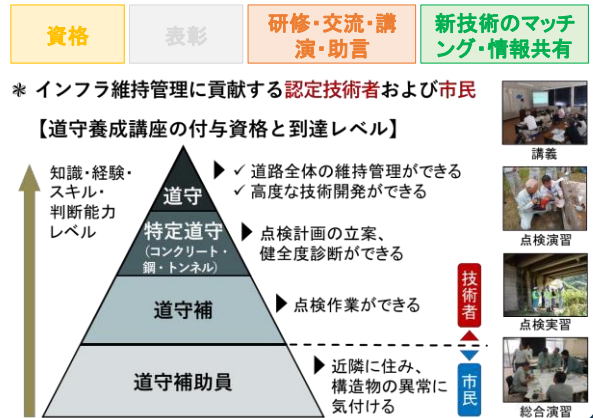 資格
表彰
研修・交流・講
演・助言
新技術のマッチ
ング・情報共有
＊ インフラ維持管理に貢献する認定技術者および市民
【道守養成講座の付与資格と到達レベル】
知識・経験・
スキル・
判断能力
レベル
道守
✓ 道路全体の維持管理ができる
✓ 高度な技術開発ができる
特定道守
(コンクリート・
鋼・トンネル)
点検計画の立案、
健全度診断ができる
道守補
点検作業ができる
道守補助員
近隣に住み、
構造物の異常に
気付ける
技術者
市民
講義
点検演習
点検実習
総合演習